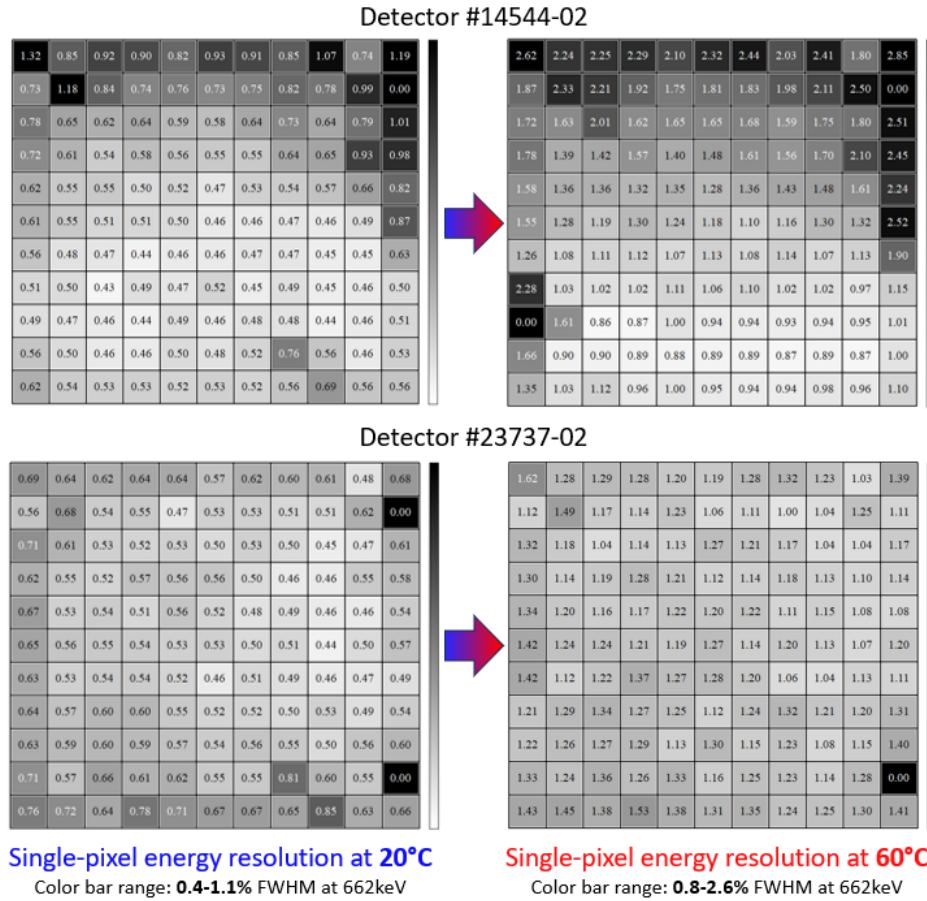 Detector #14544-02
1.32 0.85 0.92 0.90 0.82 0.93 0.91 0.85 1.07 0.74 1.19
0.73 1.18 0.84 0.74 0.76 0.73 0.75 0.82 0.78 0.99 0.00
0.78 0.65 0.62 0.64 0.59 0.58 0.64 0.73 0.64 0.79 1.01
0.72 0.61 0.54 0.58 0.56 0.55 0.55 0.64 0.65 0.93 0.98
0.62 0.55 0.55 0.50 0.52 0.47 0.53 0.54 0.57 0.66 0.82
0.61 0.55 0.51 0.51 0.50 0.46 0.46 0.47 0.46 0.49 0.87
0.56 0.48 0.47 0.44 0.46 0.46 0.47 0.47 0.45 0.45 0.63
0.51 0.50 0.43 0.49 0.47 0.52 0.45 0.49 0.45 0.46 0.50
0.49 0.47 0.46 0.44 0.49 0.46 0.48 0.48 0.44 0.46 0.51
0.56 0.50 0.46 0.46 0.50 0.48 0.52 0.76 0.56 0.46 0.53
0.62 0.54 0.53 0.53 0.52 0.53 0.52 0.56 0.69 0.56 0.56
2.62 2.24 2.25 2.29 2.10 2.32 2.44 2.03 2.41 1.80 2.85
1.87 2.33 2.21 1.92 1.75 1.81 1.83 1.98 2.11 2.50 0.00
1.72 1.63 2.01 1.62 1.65 1.65 1.68 1.59 1.75 1.80 2.51
1.78 1.39 1.42 1.57 1.40 1.48 1.61 1.56 1.70 2.10 2.45
1.58 1.36 1.36 1.32 1.35 1.28 1.36 1.43 1.48 1.61 2.24
1.55 1.28 1.19 1.30 1.24 1.18 1.10 1.16 1.30 1.32 2.52
1.26 1.08 1.11 1.12 1.07 1.13 1.08 1.14 1.07 1.13 1.90
2.28 1.03 1.02 1.02 1.11 1.06 1.10 1.02 1.02 0.97 1.15
0.00 1.61 0.86 0.87 1.00 0.94 0.94 0.93 0.94 0.95 1.01
1.66 0.90 0.90 0.89 0.88 0.89 0.89 0.87 0.89 0.87 1.00
1.35 1.03 1.12 0.96 1.00 0.95 0.94 0.94 0.98 0.96 1.10
Detector #23737-02
0.69 0.64 0.62 0.64 0.64 0.57 0.62 0.60 0.61 0.48 0.68
0.56 0.68 0.54 0.55 0.47 0.53 0.53 0.51 0.51 0.62 0.00
0.71 0.61 0.53 0.52 0.53 0.50 0.53 0.50 0.45 0.47 0.61
0.62 0.55 0.52 0.57 0.56 0.56 0.50 0.46 0.46 0.55 0.58
0.67 0.53 0.54 0.51 0.56 0.52 0.48 0.49 0.46 0.46 0.54
0.65 0.56 0.55 0.54 0.53 0.53 0.50 0.51 0.44 0.50 0.57
0.63 0.53 0.54 0.54 0.52 0.46 0.51 0.49 0.46 0.47 0.49
0.64 0.57 0.60 0.60 0.55 0.52 0.52 0.50 0.53 0.49 0.54
0.63 0.59 0.60 0.59 0.57 0.54 0.56 0.55 0.50 0.56 0.60
0.71 0.57 0.66 0.61 0.62 0.55 0.55 0.81 0.60 0.55 0.00
0.76 0.72 0.64 0.78 0.71 0.67 0.67 0.65 0.85 0.63 0.66
1.62 1.28 1.29 1.28 1.20 1.19 1.28 1.32 1.23 1.03 1.39
1.12 1.49 1.17 1.14 1.23 1.06 1.11 1.00 1.04 1.25 1.11
1.32 1.18 1.04 1.14 1.13 1.27 1.21 1.17 1.04 1.04 1.17
1.30 1.14 1.19 1.28 1.21 1.12 1.14 1.18 1.13 1.10 1.14
1.34 1.20 1.16 1.17 1.22 1.20 1.22 1.11 1.15 1.08 1.08
1.42 1.24 1.24 1.21 1.19 1.27 1.14 1.20 1.13 1.07 1.20
1.42 1.12 1.22 1.37 1.27 1.28 1.20 1.06 1.04 1.13 1.11
1.21 1.29 1.34 1.27 1.25 1.12 1.24 1.32 1.21 1.20 1.31
1.22 1.26 1.27 1.29 1.13 1.30 1.15 1.23 1.08 1.15 1.40
1.33 1.24 1.36 1.26 1.33 1.16 1.25 1.23 1.14 1.28 0.00
1.43 1.45 1.38 1.53 1.38 1.31 1.35 1.24 1.25 1.30 1.41
Single-pixel energy resolution at 20°C
Color bar range: 0.4-1.1% FWHM at 662keV
Single-pixel energy resolution at 60°C
Color bar range: 0.8-2.6% FWHM at 662keV